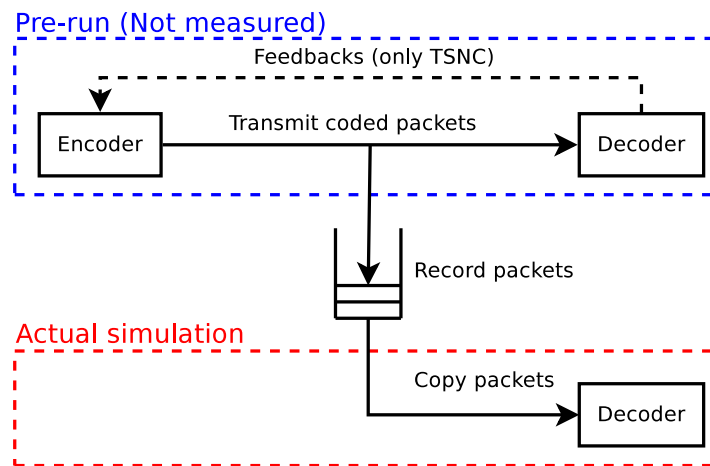 Pre-run (Not measured)
Feedbacks (only TSNC)
Encoder
Transmit coded packets
Decoder
Record packets
Actual simulation
Copy packets
Decoder